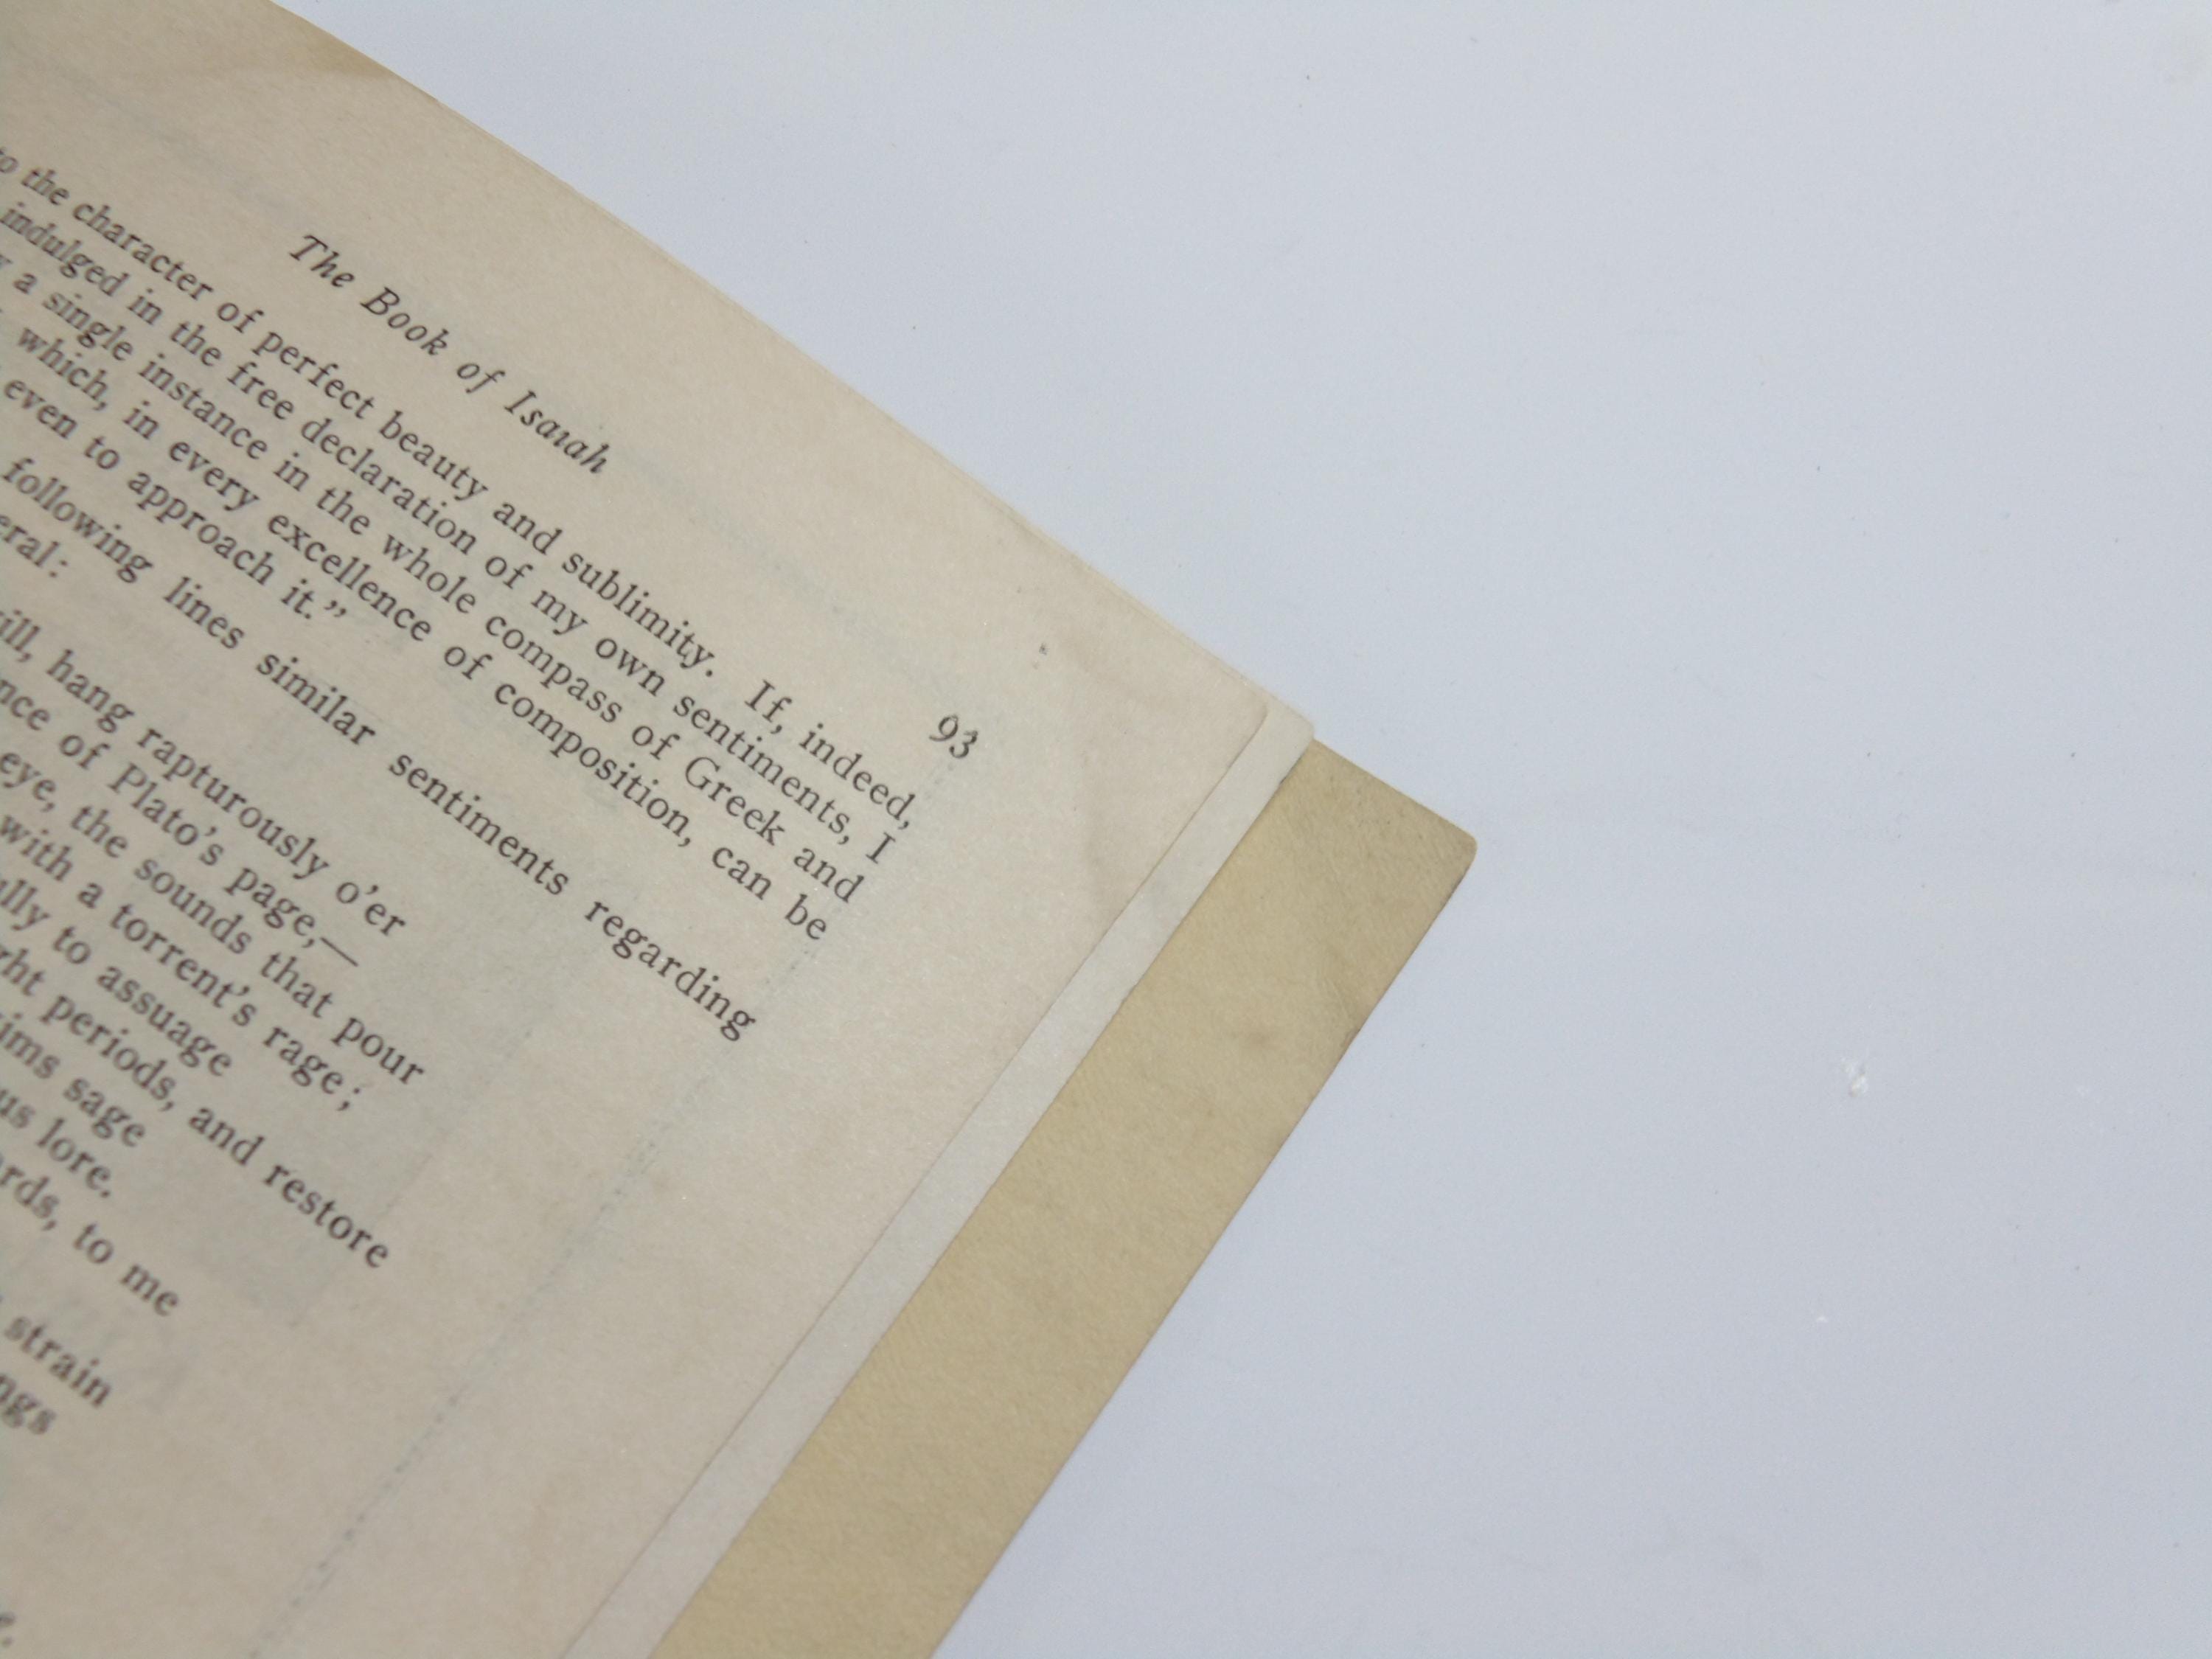 The Book of Isaiah 93
to the character of perfect beauty and sublimity. If, indeed,
indulged in the free declaration of my own sentiments, I
a single instance in the whole compass of Greek and
which, in every excellence of composition, can be
even to approach it.”
following lines similar sentiments regarding
eral:
ill, hang rapturously o’er
nce of Plato’s page,—
eye, the sounds that pour
with a torrent’s rage;
lly to assuage
ght periods, and restore
ims sage
us lore.
rds, to me
strain
ngs